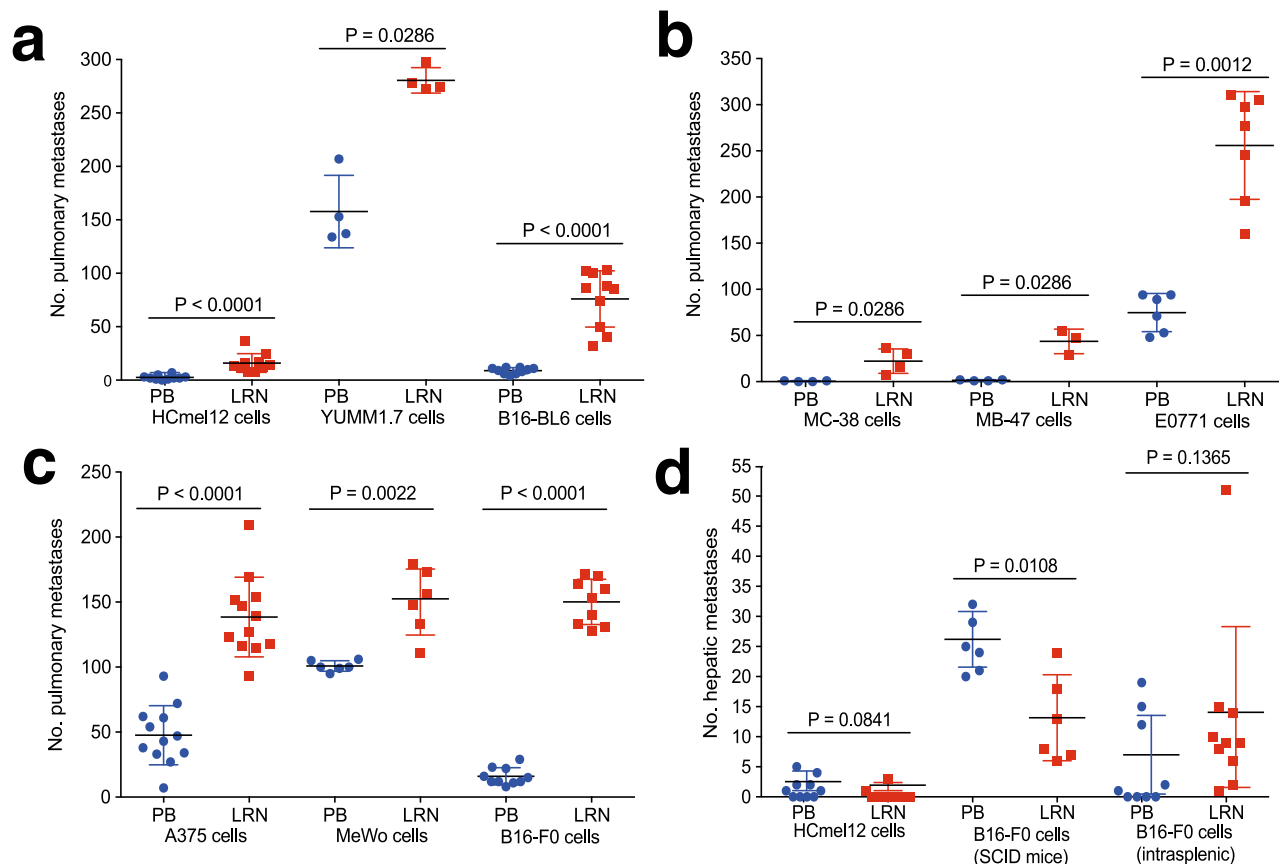 a
No. pulmonary metastases
300
250
200
150
100
50
0
P < 0.0001
P = 0.0286
P < 0.0001
PB LRN PB LRN PB LRN
HCmel12 cells YUMM1.7 cells B16-BL6 cells
b
No. pulmonary metastases
350
300
250
200
150
100
50
0
P = 0.0286
P = 0.0286
P = 0.0012
PB LRN PB LRN PB LRN
MC-38 cells MB-47 cells E0771 cells
c
No. pulmonary metastases
250
200
150
100
50
0
P < 0.0001 P = 0.0022 P < 0.0001
PB LRN PB LRN PB LRN
A375 cells MeWo cells B16-F0 cells
d
No. hepatic metastases
55
50
45
40
35
30
25
20
15
10
5
0
P = 0.0841
P = 0.0108
P = 0.1365
PB LRN PB LRN PB LRN
HCmel12 cells B16-F0 cells B16-F0 cells
(SCID mice) (intrasplenic)